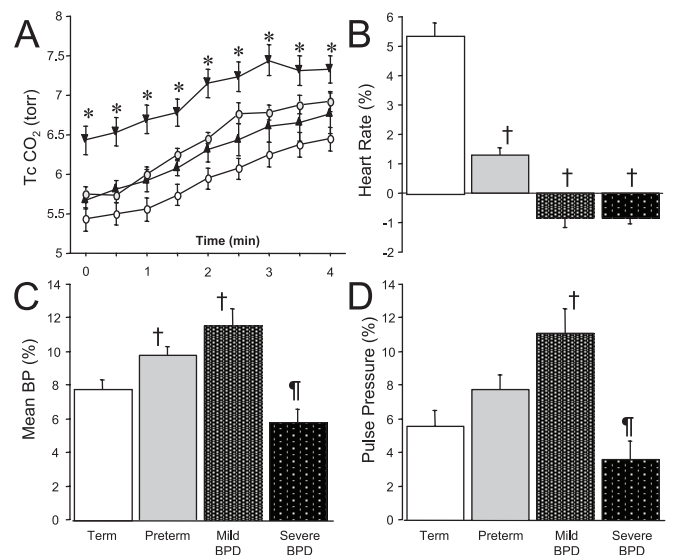 A
Tc CO2 (torr)
8
7.5
7
6.5
6
5.5
5
* * * * * * * * *
Time (min)
0 1 2 3 4
B
Heart Rate (%)
6
5
4
3
2
1
0
-1
-2
† † †
C
Mean BP (%)
14
12
10
8
6
4
2
0
† † ¶
Term Preterm Mild BPD Severe BPD
D
Pulse Pressure (%)
14
12
10
8
6
4
2
0
† ¶
Term Preterm Mild BPD Severe BPD